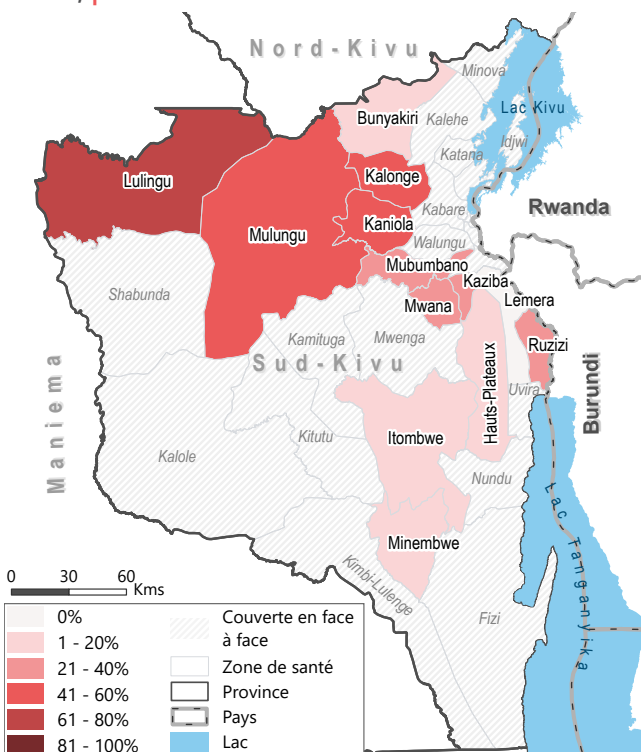 Nord-Kivu
Minova
Bunyakiri
Kalehe
Lac Kivu
Idjwi
Katana
Lulingu
Kalonge
Kabare
Rwanda
Mulungu
Kaniola
Walungu
Mubumbano
Kaziba
Shabunda
Mwana
Lemera
Kamituga
Mwenga
Ruzizi
Sud-Kivu
Hauts-Plateaux
Uvira
Burundi
Maniema
Itombwe
Kitutu
Kalole
Nundu
Lac Tanganyika
Minembwe
Kimbi-Lulenge
Fizi
0 30 60 Kms
0%
1 - 20%
21 - 40%
41 - 60%
61 - 80%
81 - 100%
Couverte en face
à face
Zone de santé
Province
Pays
Lac